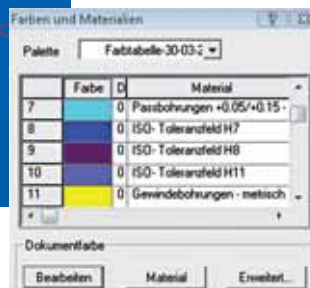 Farben und Materialien
Palette Farbtabelle-30-03-2
Farbe D Material
7 0 Passbohrungen +0.05/+0.15 -
8 0 ISO- Toleranzfeld H7
9 0 ISO- Toleranzfeld H8
10 0 ISO- Toleranzfeld H11
11 0 Gewindebohrungen - metrisch
Dokumentfarbe
Bearbeiten Material Erweitert...